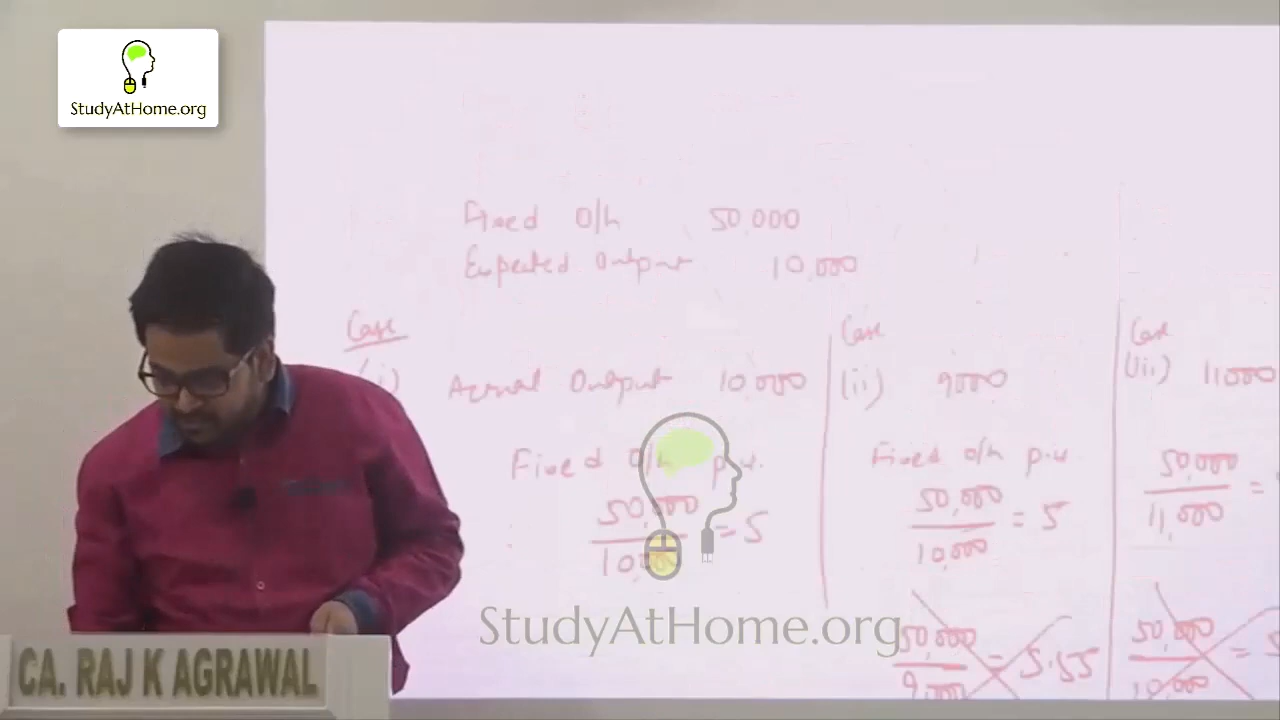 StudyAtHome.org
Fixed O/h 50,000
Expected Output 10,000
Case
(i) Actual Output 10,000
Fixed O/h p.u.
50,000
10,000
= 5
Case
(ii) 9000
Fixed O/h p.u.
50,000
10,000
= 5
50,000
9,000
= 5.55
Case
(iii) 11000
50,000
11,000
=
50,000
10,000
=
StudyAtHome.org
CA. RAJ K AGRAWAL